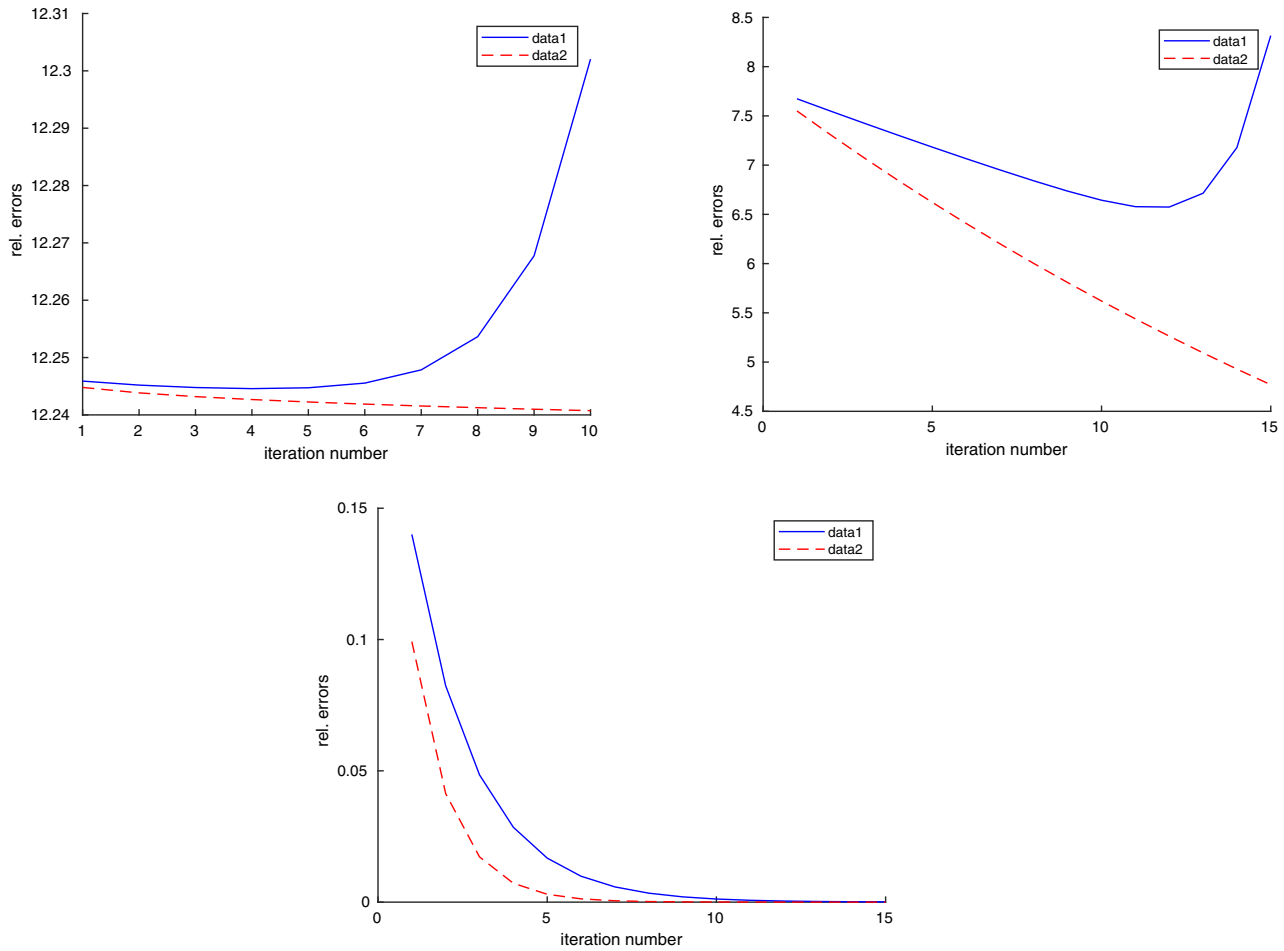 12.31
12.3
12.29
12.28
12.27
12.26
12.25
12.24
rel. errors
1 2 3 4 5 6 7 8 9 10
iteration number
data1
data2
8.5
8
7.5
7
6.5
6
5.5
5
4.5
rel. errors
0 5 10 15
iteration number
data1
data2
0.15
0.1
0.05
0
rel. errors
0 5 10 15
iteration number
data1
data2